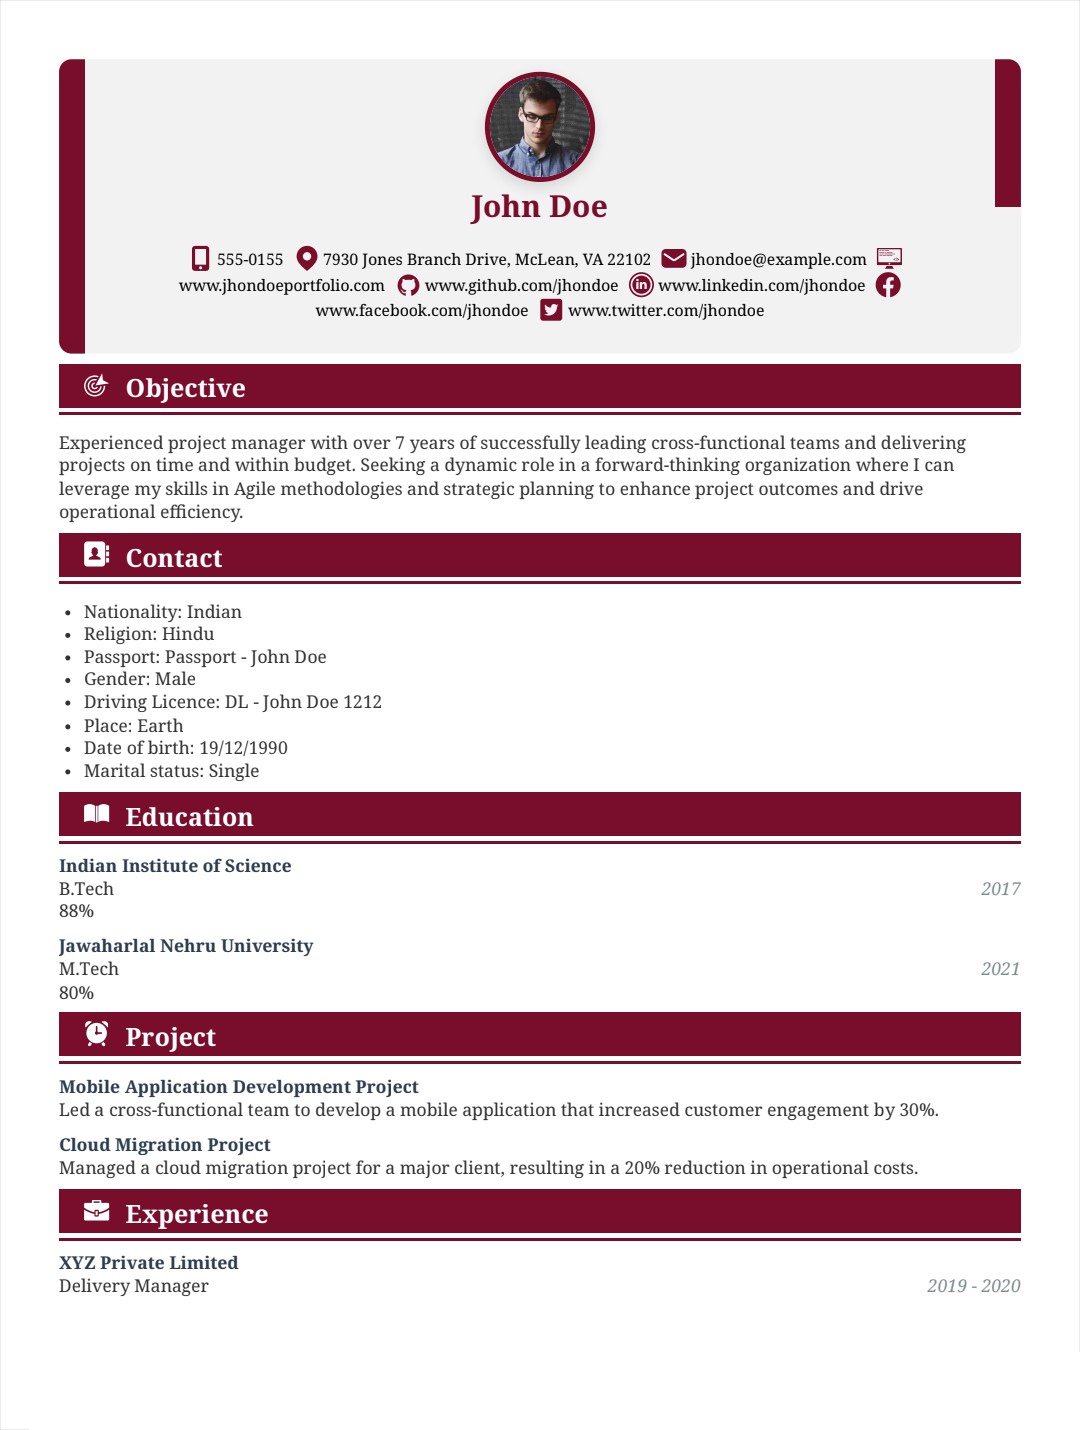 John Doe
555-0155 7930 Jones Branch Drive, McLean, VA 22102 jhondoe@example.com
www.jhondoeportfolio.com www.github.com/jhondoe www.linkedin.com/jhondoe
www.facebook.com/jhondoe www.twitter.com/jhondoe
Objective
Experienced project manager with over 7 years of successfully leading cross-functional teams and delivering
projects on time and within budget. Seeking a dynamic role in a forward-thinking organization where I can
leverage my skills in Agile methodologies and strategic planning to enhance project outcomes and drive
operational efficiency.
Contact
• Nationality: Indian
• Religion: Hindu
• Passport: Passport - John Doe
• Gender: Male
• Driving Licence: DL - John Doe 1212
• Place: Earth
• Date of birth: 19/12/1990
• Marital status: Single
Education
Indian Institute of Science
B.Tech 2017
88%
Jawaharlal Nehru University
M.Tech 2021
80%
Project
Mobile Application Development Project
Led a cross-functional team to develop a mobile application that increased customer engagement by 30%.
Cloud Migration Project
Managed a cloud migration project for a major client, resulting in a 20% reduction in operational costs.
Experience
XYZ Private Limited
Delivery Manager 2019 - 2020